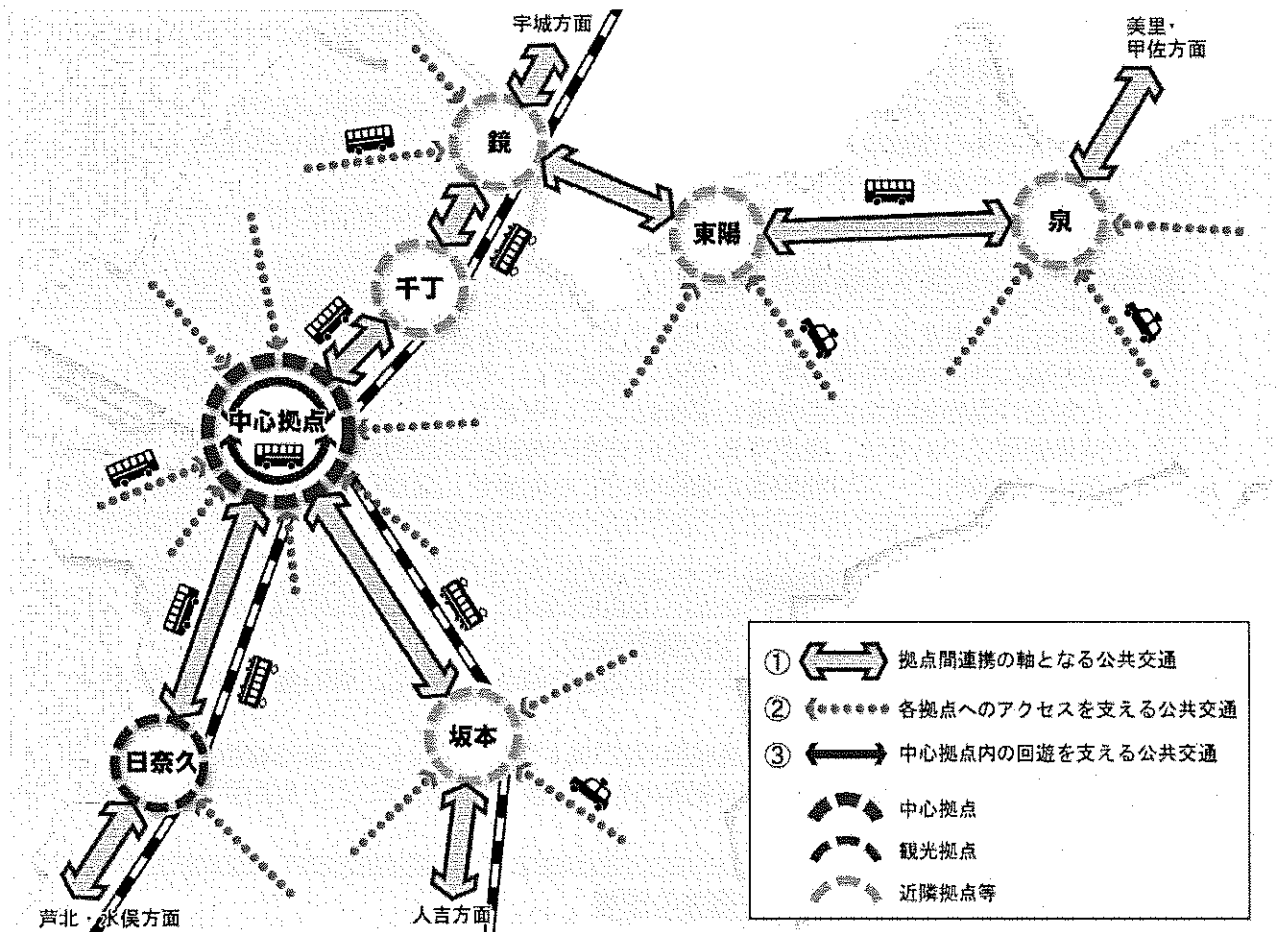 宇城方面
美里・
甲佐方面
鏡
東陽
泉
千丁
中心拠点
日奈久
坂本
芦北・水俣方面
人吉方面
① 拠点間連携の軸となる公共交通
② 各拠点へのアクセスを支える公共交通
③ 中心拠点内の回遊を支える公共交通
中心拠点
観光拠点
近隣拠点等